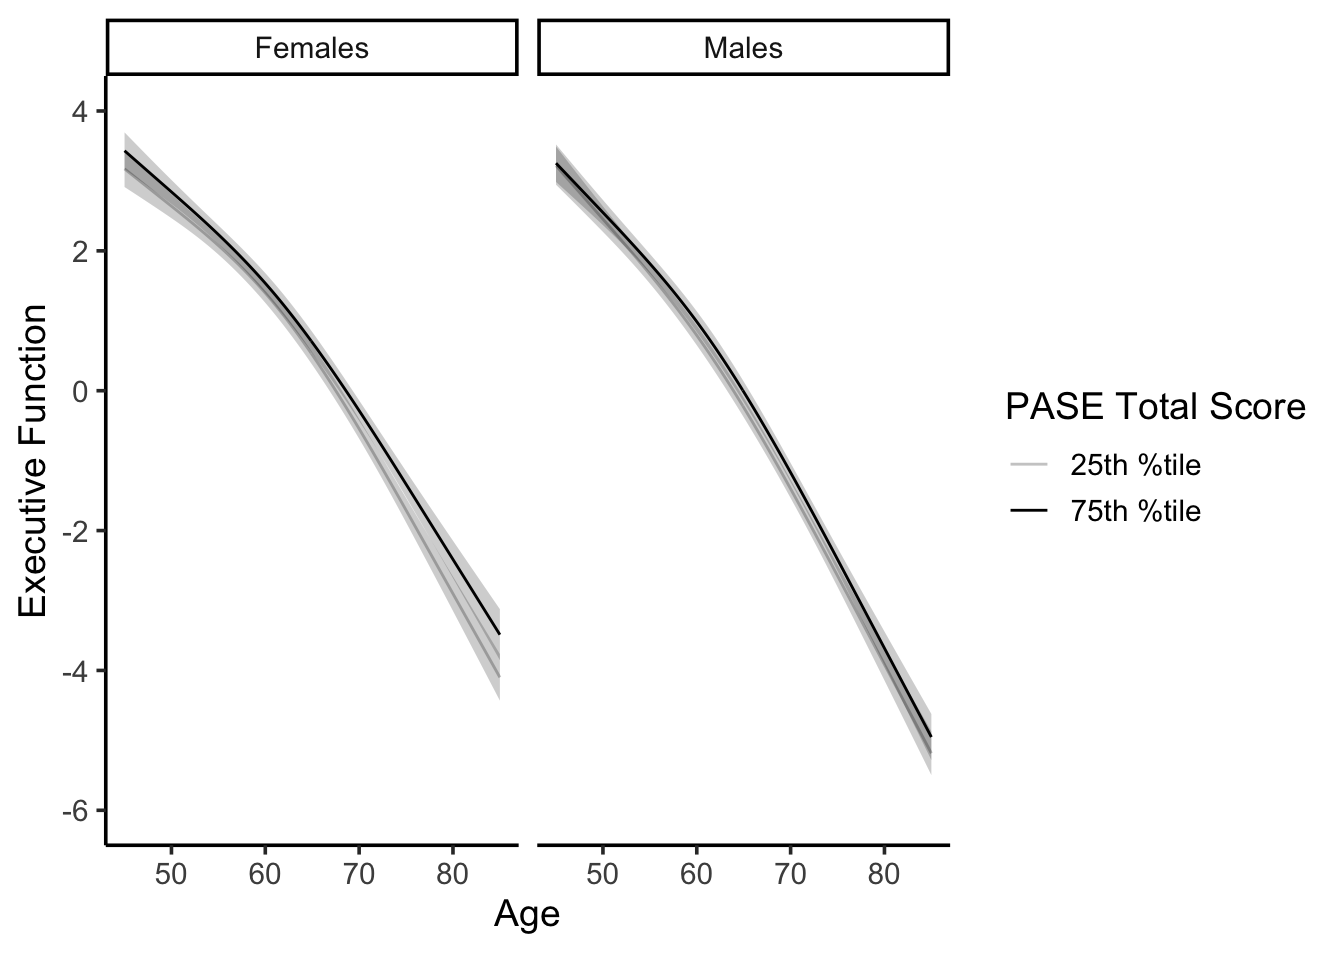 Females
Males
4
2
0
-2
-4
-6
Executive Function
50 60 70 80
50 60 70 80
Age
PASE Total Score
25th %tile
75th %tile